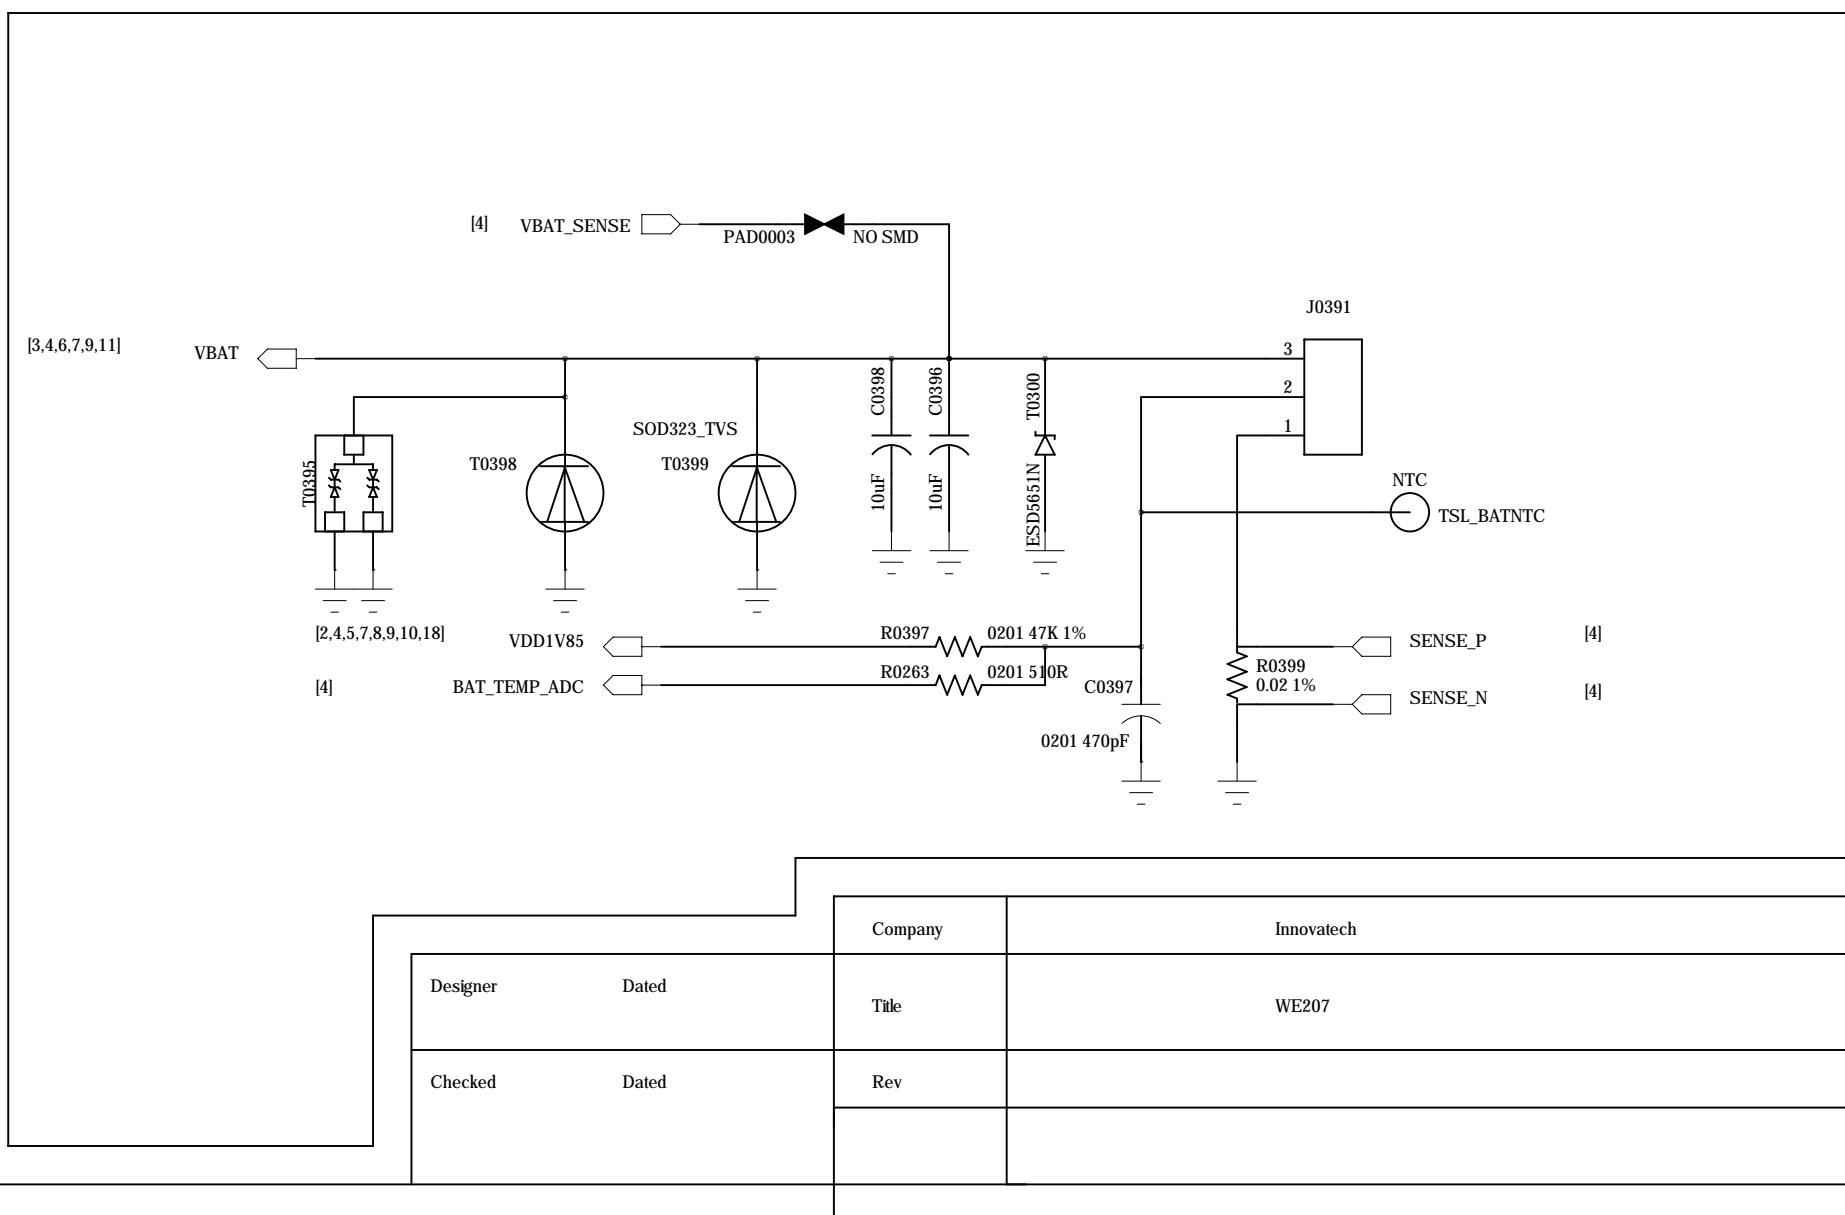 [4] VBAT_SENSE
PAD0003 NO SMD
J0391
[3,4,6,7,9,11] VBAT
3
2
1
C0398
10uF
C0396
10uF
T0300
ESD5651N
SOD323_TVS
T0395
T0398
T0399
NTC
TSL_BATNTC
[2,4,5,7,8,9,10,18] VDD1V85
R0397 0201 47K 1%
[4] BAT_TEMP_ADC
R0263 0201 510R
C0397
0201 470pF
SENSE_P [4]
R0399
0.02 1%
SENSE_N [4]
Company Innovatech
Designer Dated
Title WE207
Checked Dated
Rev